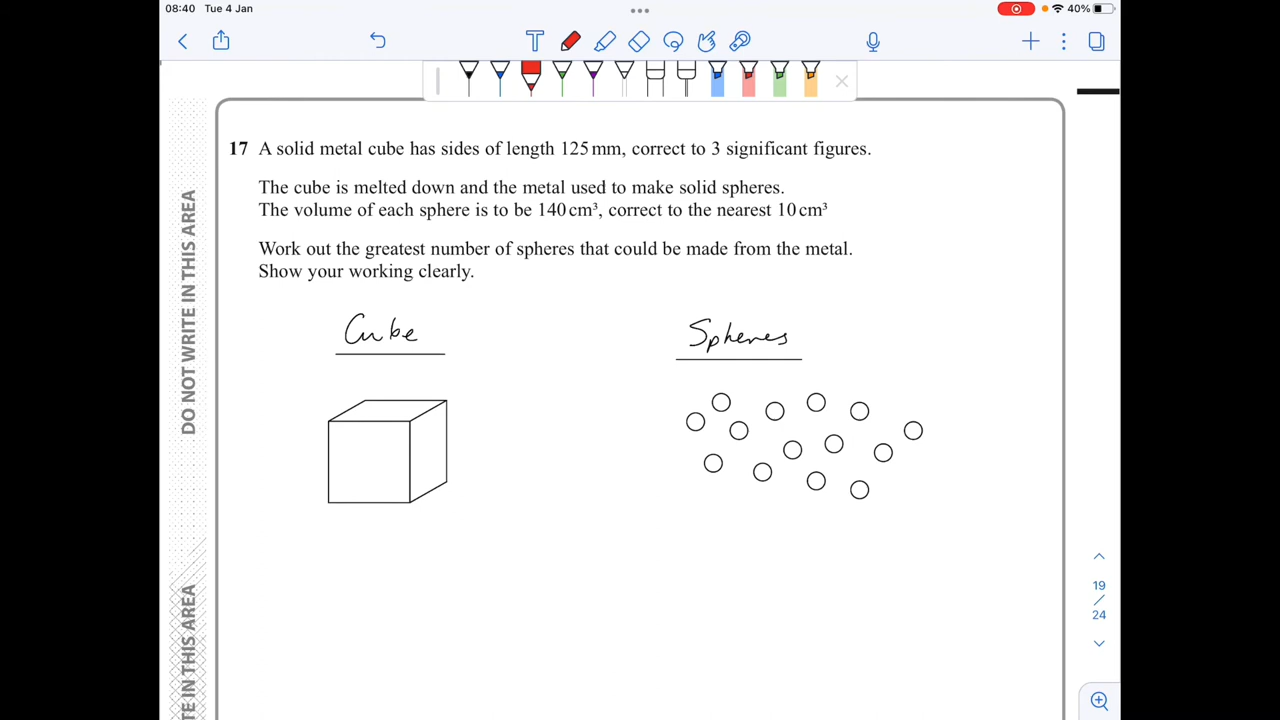 08:40 Tue 4 Jan
40%
17 A solid metal cube has sides of length 125 mm, correct to 3 significant figures.
The cube is melted down and the metal used to make solid spheres.
The volume of each sphere is to be 140 cm³, correct to the nearest 10 cm³
Work out the greatest number of spheres that could be made from the metal.
Show your working clearly.
Cube
Spheres
DO NOT WRITE IN THIS AREA
TE IN THIS AREA
19
/
24